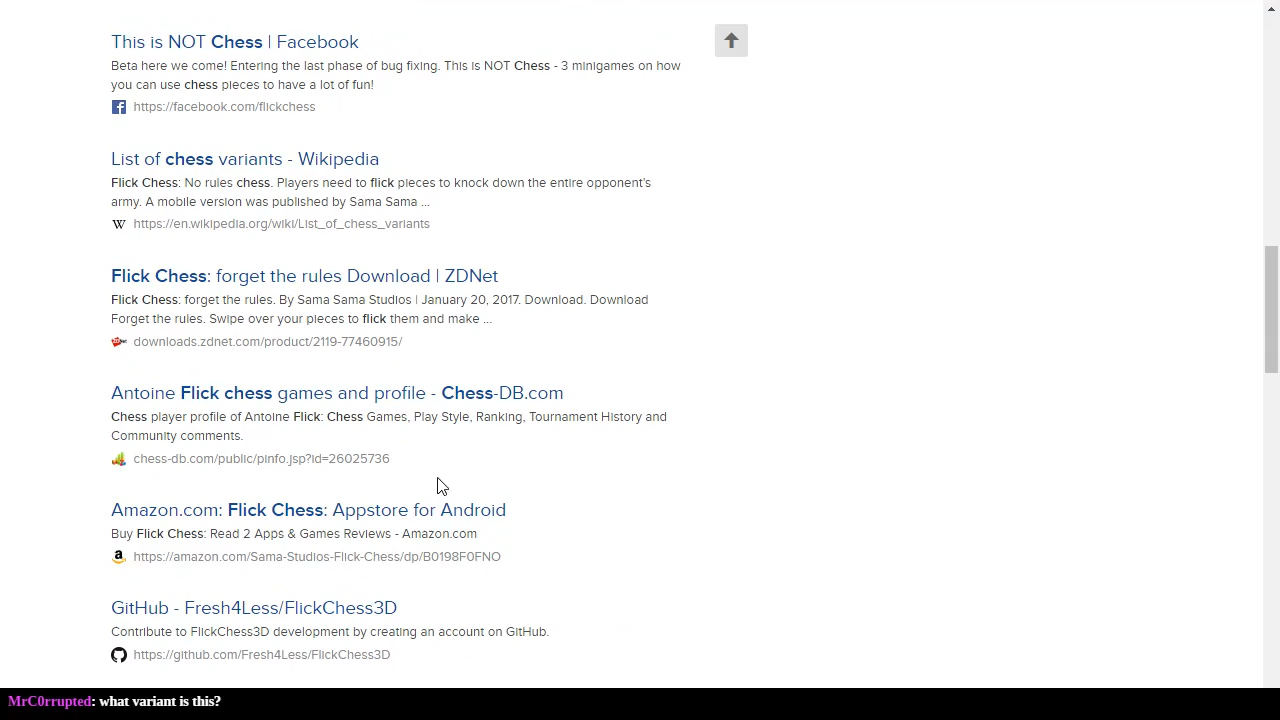 This is NOT Chess | Facebook
Beta here we come! Entering the last phase of bug fixing. This is NOT Chess - 3 minigames on how
you can use chess pieces to have a lot of fun!
https://facebook.com/flickchess
List of chess variants - Wikipedia
Flick Chess: No rules chess. Players need to flick pieces to knock down the entire opponent's
army. A mobile version was published by Sama Sama ...
https://en.wikipedia.org/wiki/List_of_chess_variants
Flick Chess: forget the rules Download | ZDNet
Flick Chess: forget the rules. By Sama Sama Studios | January 20, 2017. Download. Download
Forget the rules. Swipe over your pieces to flick them and make ...
downloads.zdnet.com/product/2119-77460915/
Antoine Flick chess games and profile - Chess-DB.com
Chess player profile of Antoine Flick: Chess Games, Play Style, Ranking, Tournament History and
Community comments.
chess-db.com/public/pinfo.jsp?id=26025736
Amazon.com: Flick Chess: Appstore for Android
Buy Flick Chess: Read 2 Apps & Games Reviews - Amazon.com
https://amazon.com/Sama-Studios-Flick-Chess/dp/B0198F0FNO
GitHub - Fresh4Less/FlickChess3D
Contribute to FlickChess3D development by creating an account on GitHub.
https://github.com/Fresh4Less/FlickChess3D
MrC0rrupted: what variant is this?